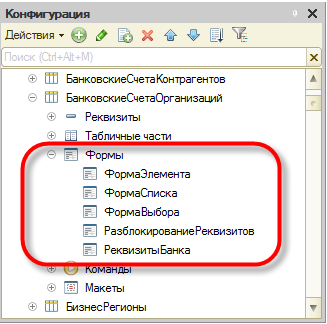 Конфигурация
Действия
Поиск (Ctrl+Alt+M)
БанковскиеСчетаКонтрагентов
БанковскиеСчетаОрганизаций
Реквизиты
Табличные части
Формы
ФормаЭлемента
ФормаСписка
ФормаВыбора
РазблокированиеРеквизитов
РеквизитыБанка
Команды
Макеты
БизнесРегионы